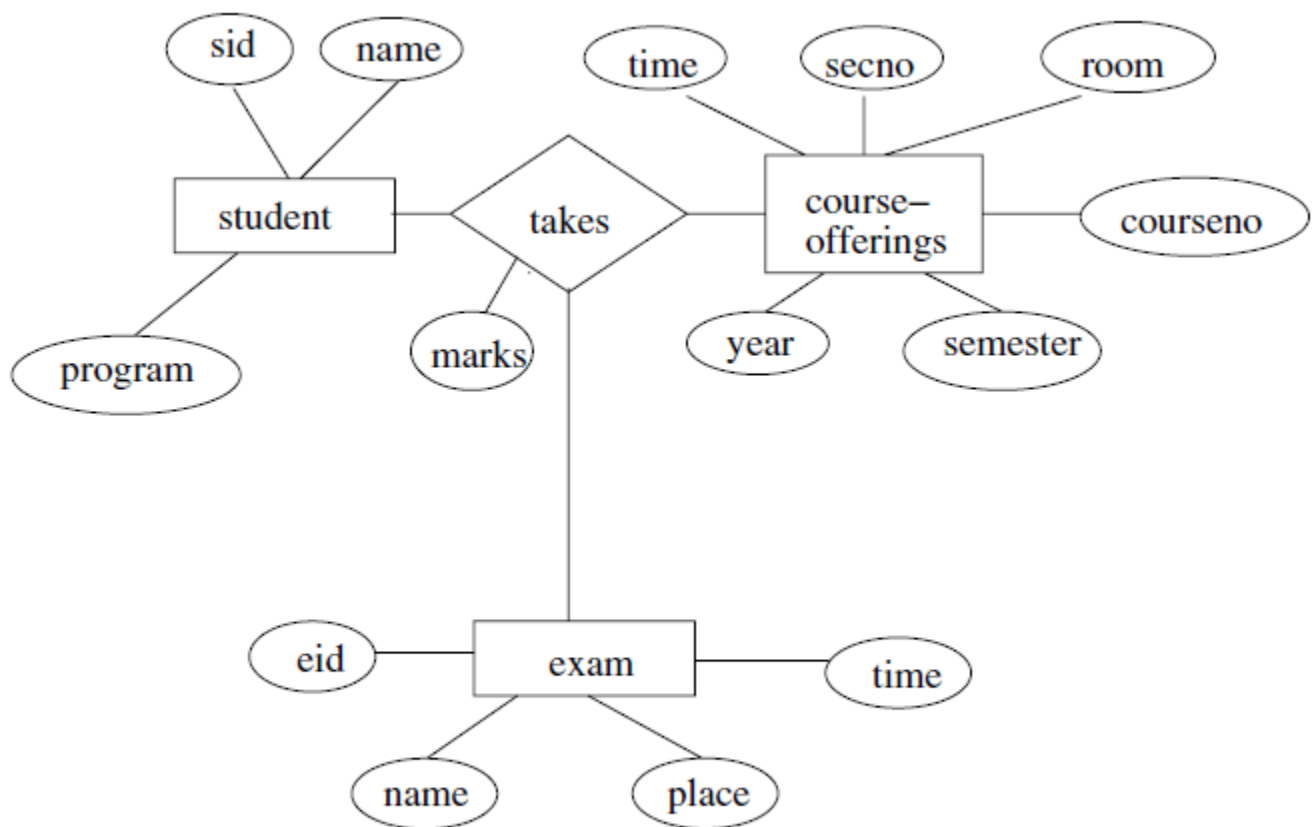 sid
name
time
secno
room
student
takes
course–
offerings
courseno
program
marks
year
semester
eid
exam
time
name
place